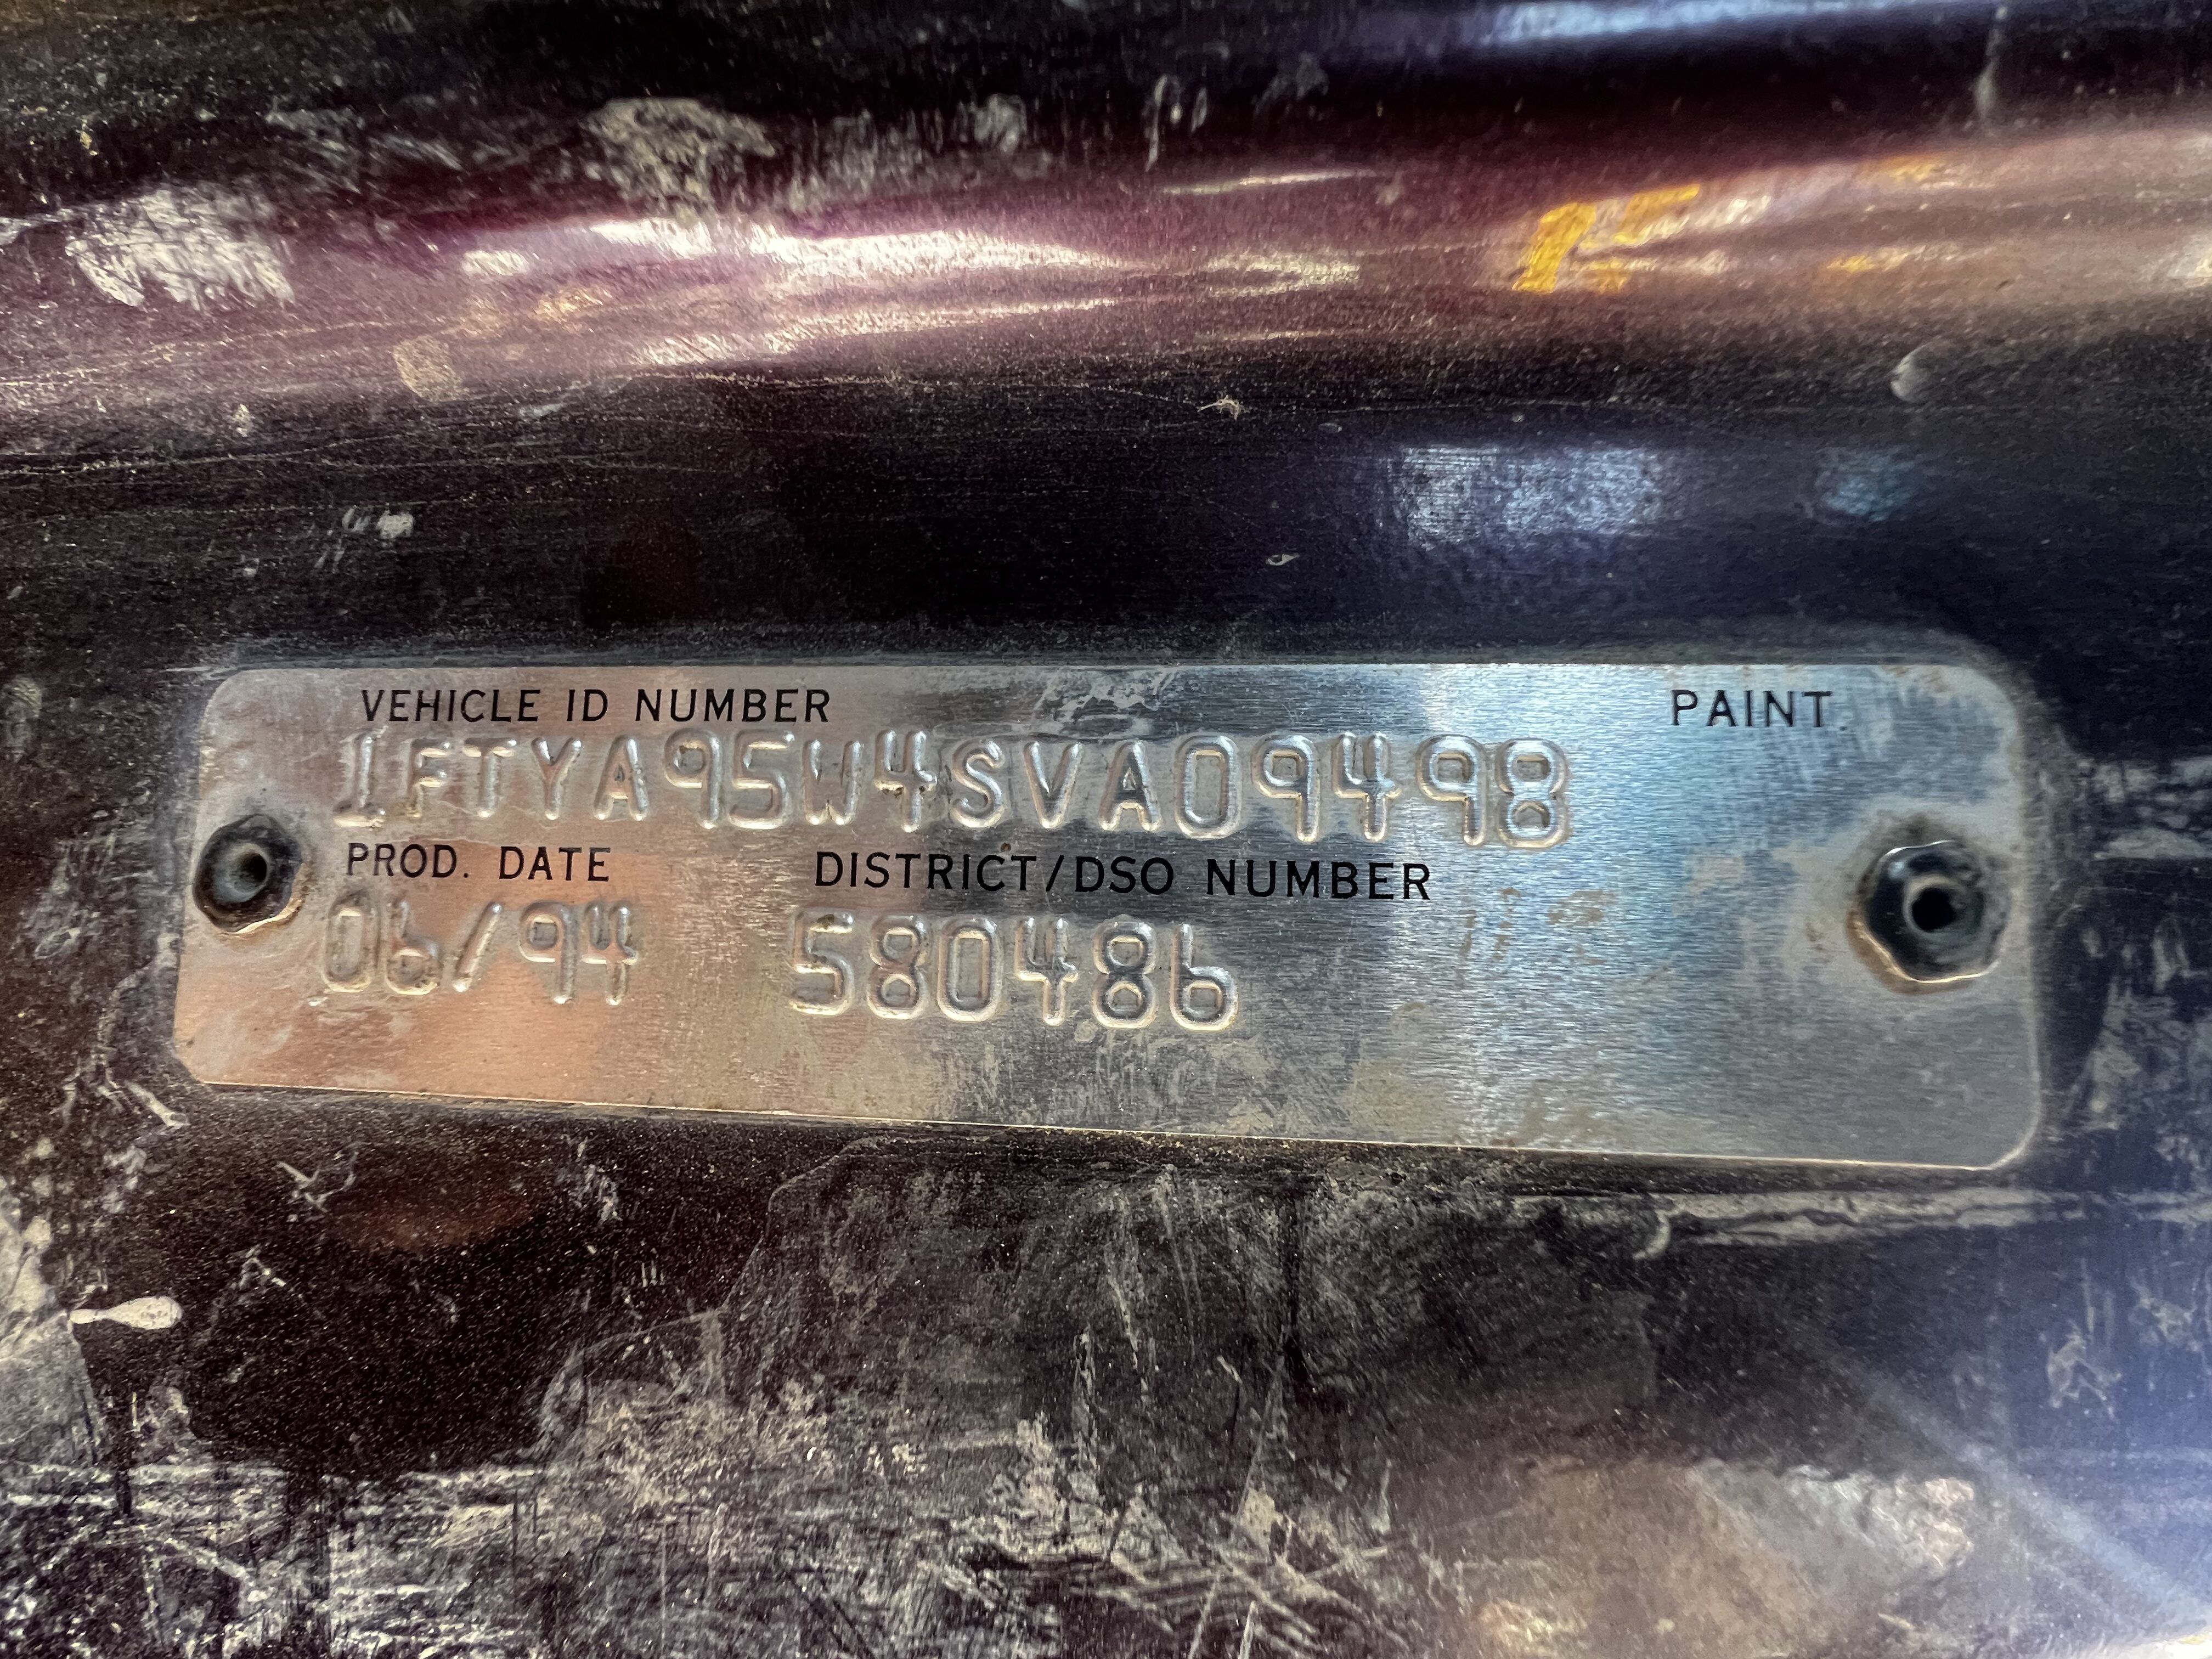 VEHICLE ID NUMBER PAINT
1FTYA95W4SVA09498
PROD. DATE DISTRICT/DSO NUMBER
06/94 580486